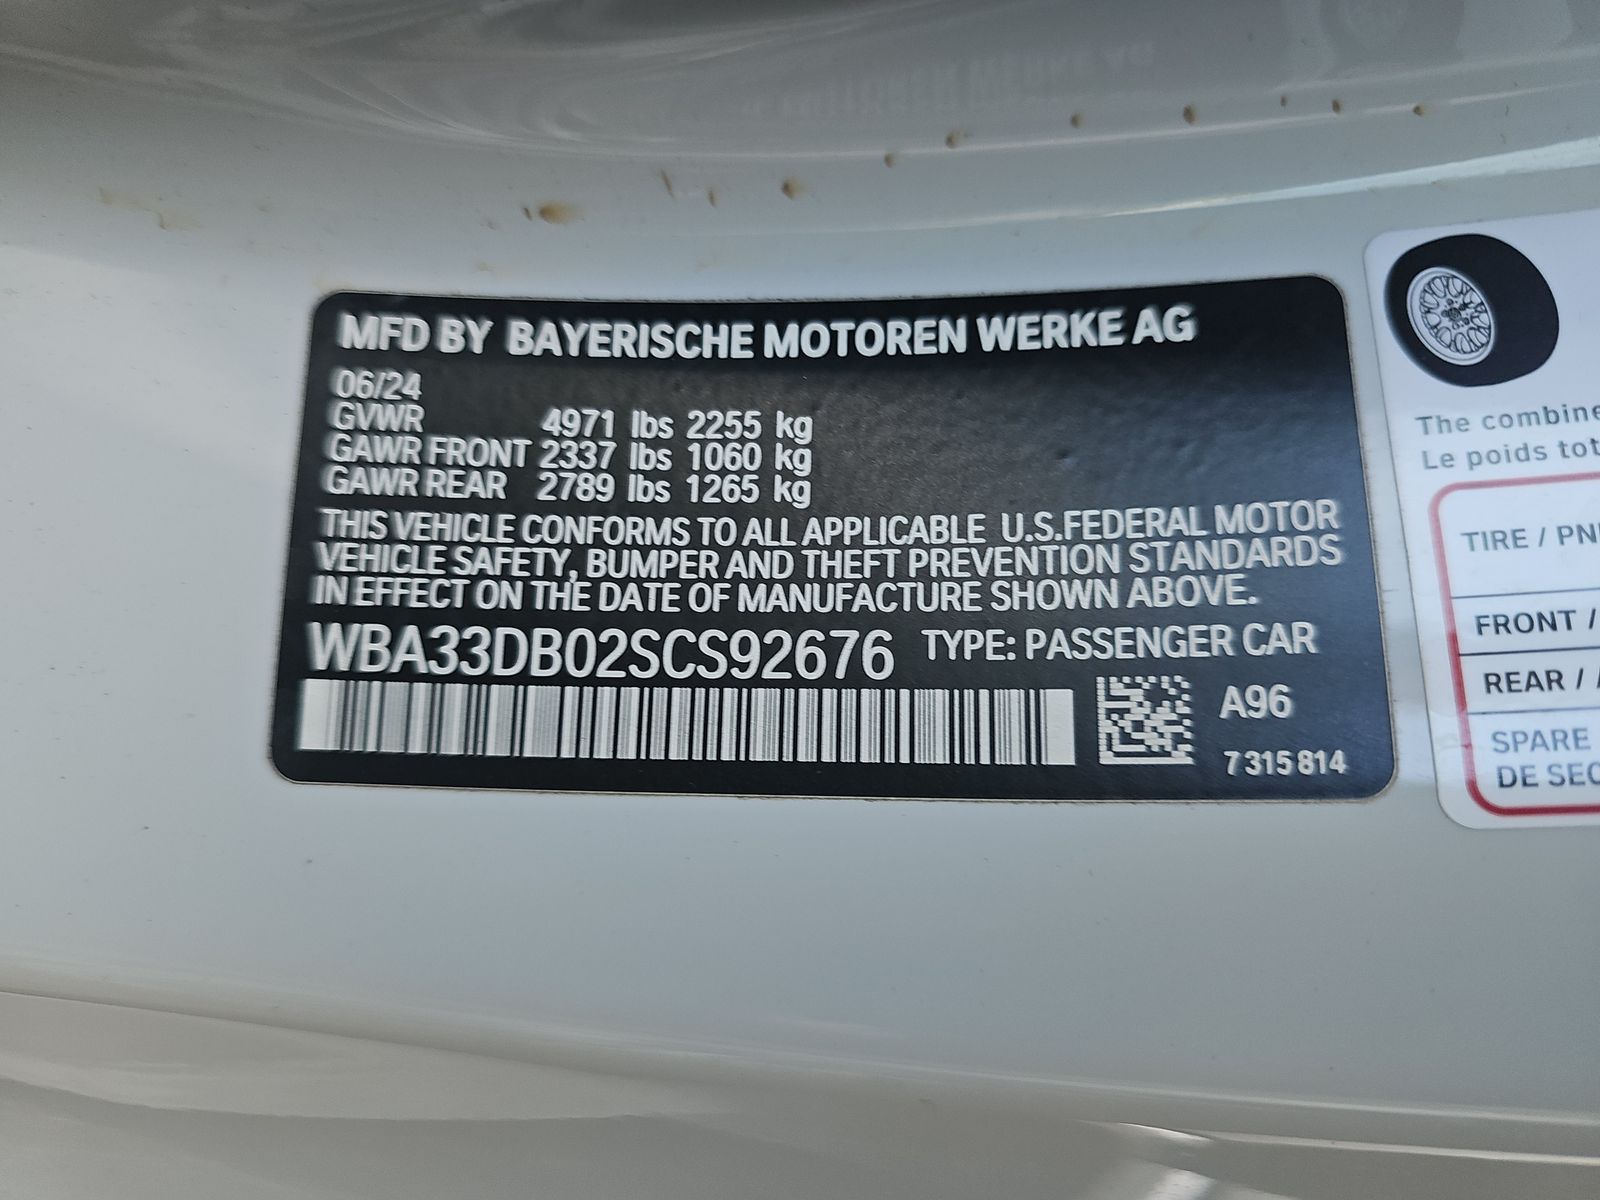 MFD BY BAYERISCHE MOTOREN WERKE AG
06/24
GVWR 4971 lbs 2255 kg
GAWR FRONT 2337 lbs 1060 kg
GAWR REAR 2789 lbs 1265 kg
THIS VEHICLE CONFORMS TO ALL APPLICABLE U.S.FEDERAL MOTOR
VEHICLE SAFETY, BUMPER AND THEFT PREVENTION STANDARDS
IN EFFECT ON THE DATE OF MANUFACTURE SHOWN ABOVE.
WBA33DB02SCS92676 TYPE: PASSENGER CAR
A96
7 315 814
The combine
Le poids tot
TIRE / PN
FRONT /
REAR /
SPARE
DE SEC